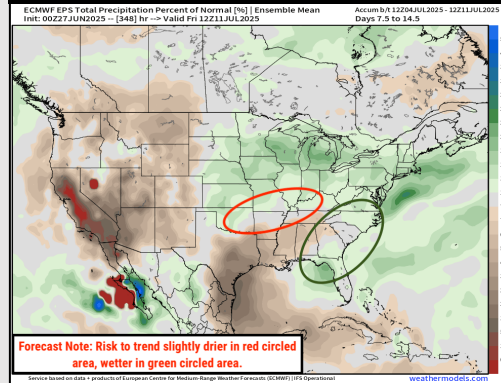 ECMWF EPS Total Precipitation Percent of Normal [%] | Ensemble Mean
Init: 00Z27JUN2025 -- [348] hr --> Valid Fri 12Z11JUL2025
Accum b/t 12Z04JUL2025 - 12Z11JUL2025
Days 7.5 to 14.5
Forecast Note: Risk to trend slightly drier in red circled
area, wetter in green circled area.
Service based on data + products of European Centre for Medium-Range Weather Forecasts (ECMWF) | IFS Operational
weathermodels.com